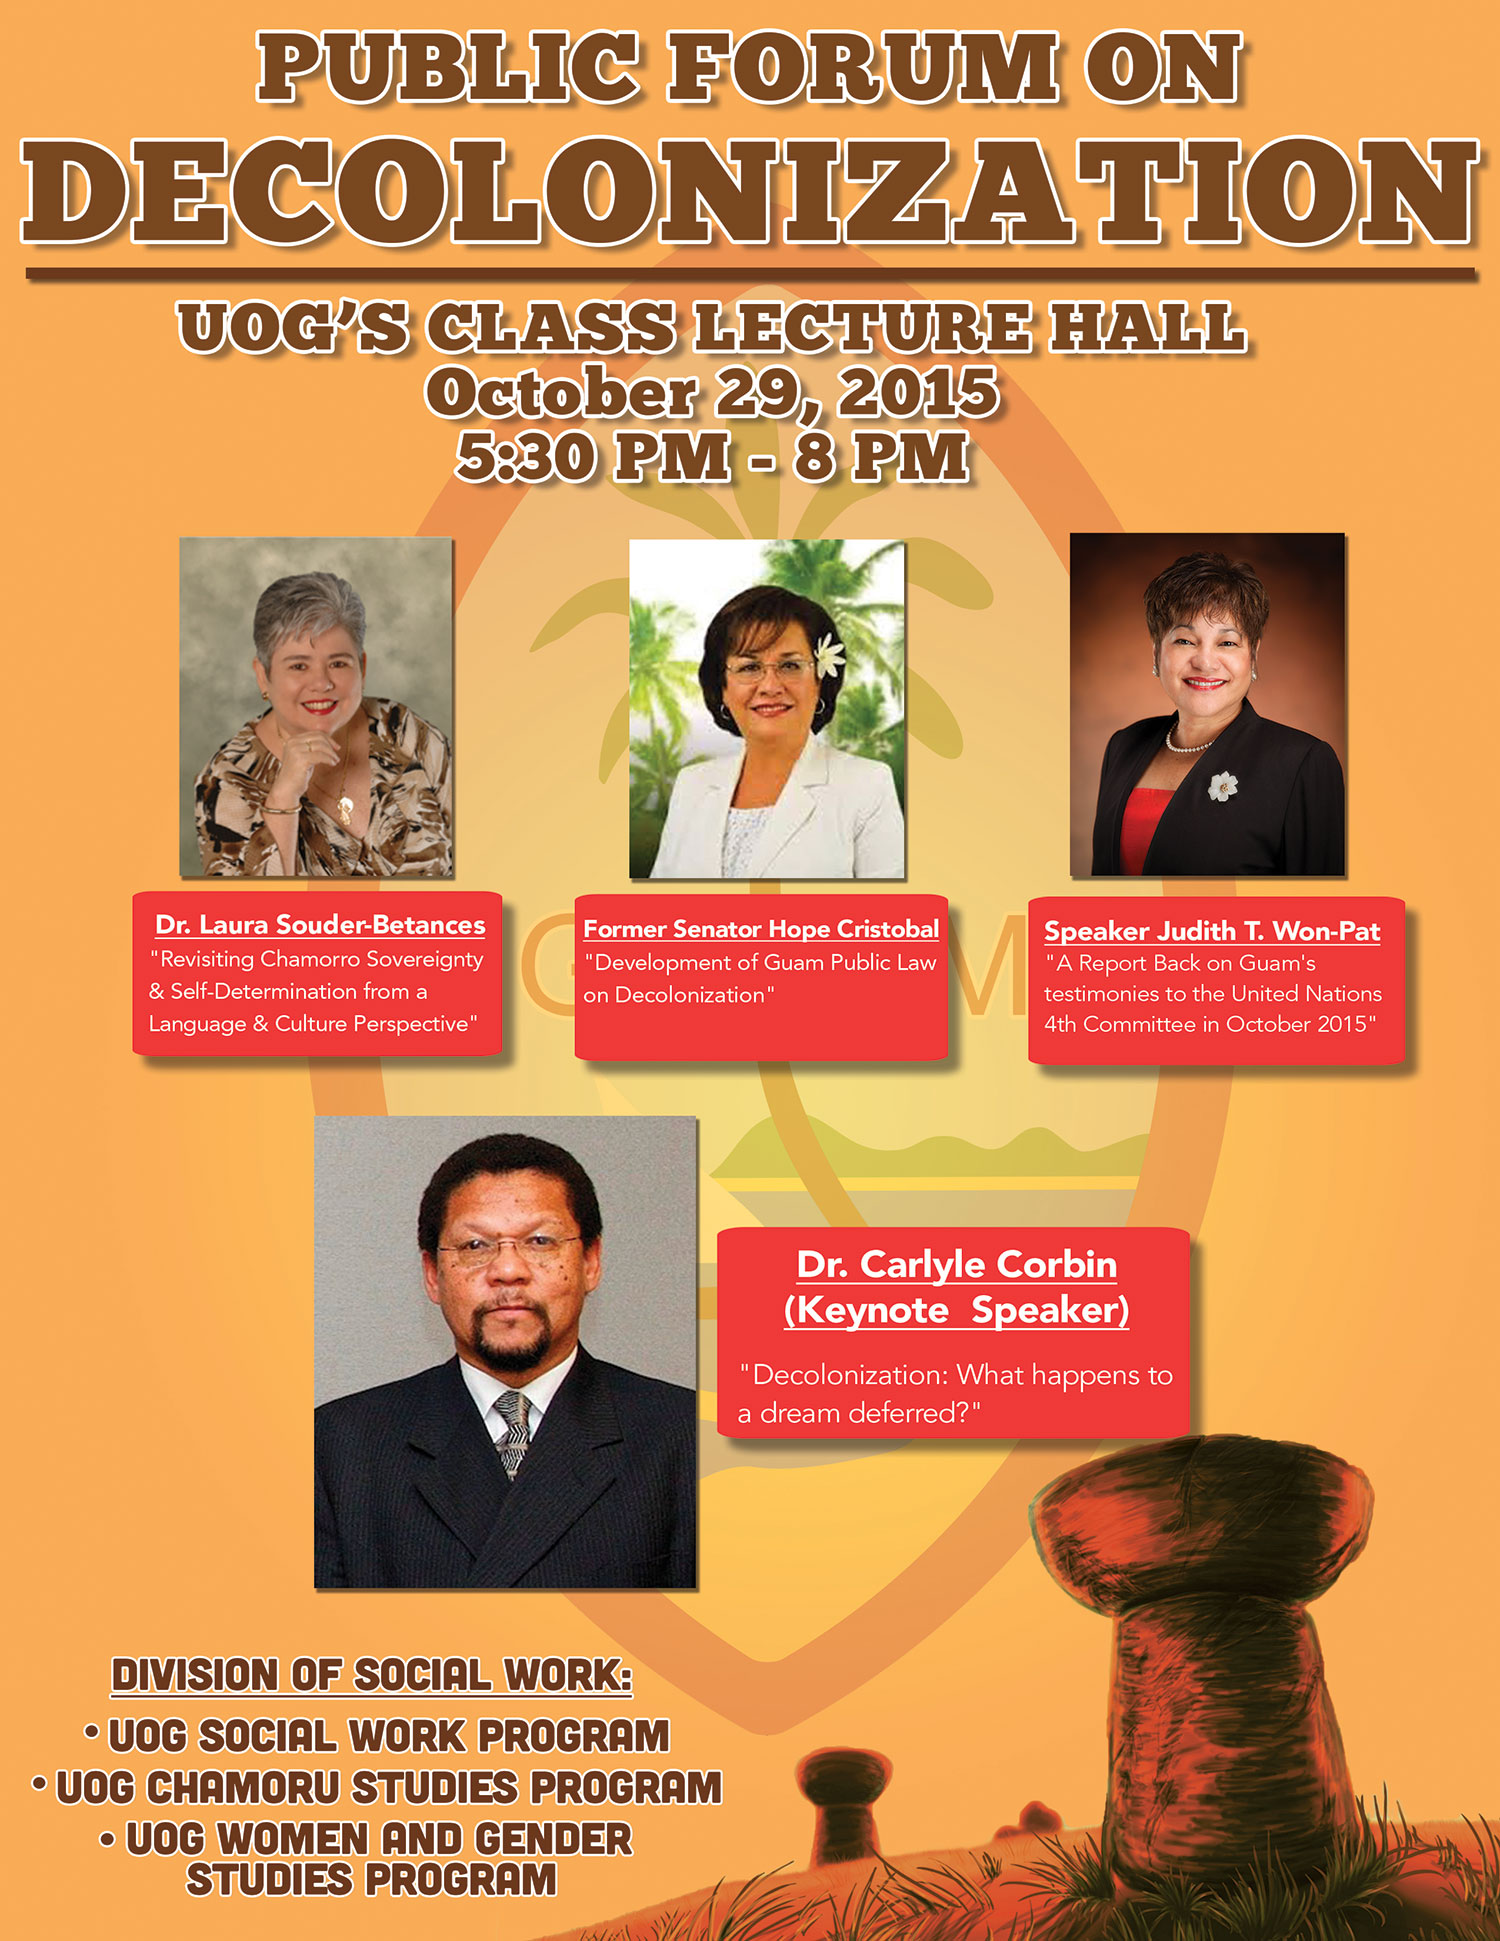 PUBLIC FORUM ON
DECOLONIZATION
UOG'S CLASS LECTURE HALL
October 29, 2015
5:30 PM - 8 PM
Dr. Laura Souder-Betances
"Revisiting Chamorro Sovereignty
& Self-Determination from a
Language & Culture Perspective"
Former Senator Hope Cristobal
"Development of Guam Public Law
on Decolonization"
Speaker Judith T. Won-Pat
"A Report Back on Guam's
testimonies to the United Nations
4th Committee in October 2015"
G M
Dr. Carlyle Corbin
(Keynote Speaker)
"Decolonization: What happens to
a dream deferred?"
DIVISION OF SOCIAL WORK:
• UOG SOCIAL WORK PROGRAM
• UOG CHAMORU STUDIES PROGRAM
• UOG WOMEN AND GENDER
STUDIES PROGRAM